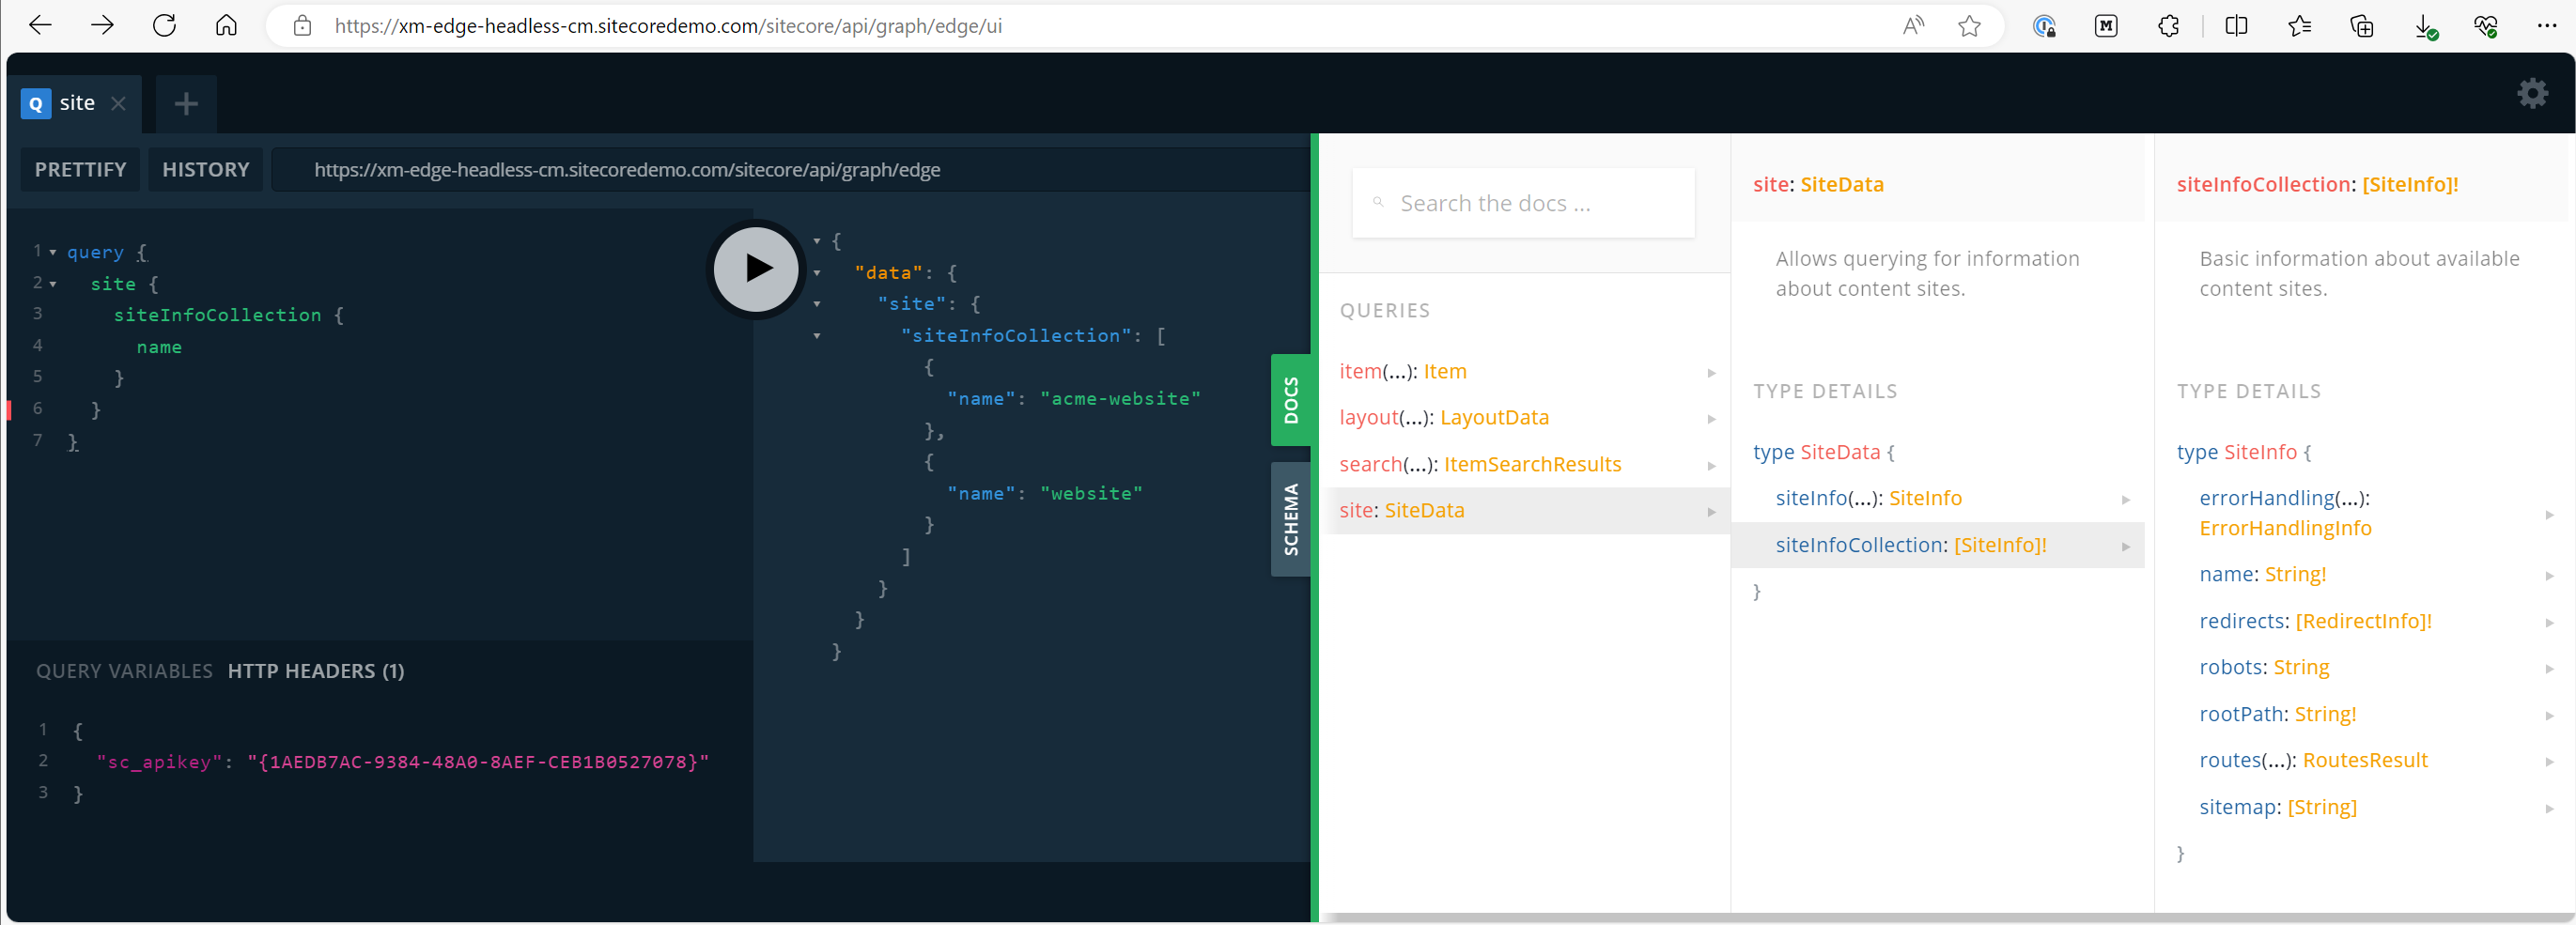 https://xm-edge-headless-cm.sitecoredemo.com/sitecore/api/graph/edge/ui
Q site
PRETTIFY HISTORY https://xm-edge-headless-cm.sitecoredemo.com/sitecore/api/graph/edge
1 query {
2 site {
3 siteInfoCollection {
4 name
5 }
6 }
7 }
QUERY VARIABLES HTTP HEADERS (1)
1 {
2 "sc_apikey": "{1AEDB7AC-9384-48A0-8AEF-CEB1B0527078}"
3 }
{
"data": {
"site": {
"siteInfoCollection": [
{
"name": "acme-website"
},
{
"name": "website"
}
]
}
}
}
DOCS
SCHEMA
Search the docs ...
QUERIES
item(...): Item
layout(...): LayoutData
search(...): ItemSearchResults
site: SiteData
site: SiteData
Allows querying for information
about content sites.
TYPE DETAILS
type SiteData {
siteInfo(...): SiteInfo
siteInfoCollection: [SiteInfo]!
}
siteInfoCollection: [SiteInfo]!
Basic information about available
content sites.
TYPE DETAILS
type SiteInfo {
errorHandling(...):
ErrorHandlingInfo
name: String!
redirects: [RedirectInfo]!
robots: String
rootPath: String!
routes(...): RoutesResult
sitemap: [String]
}